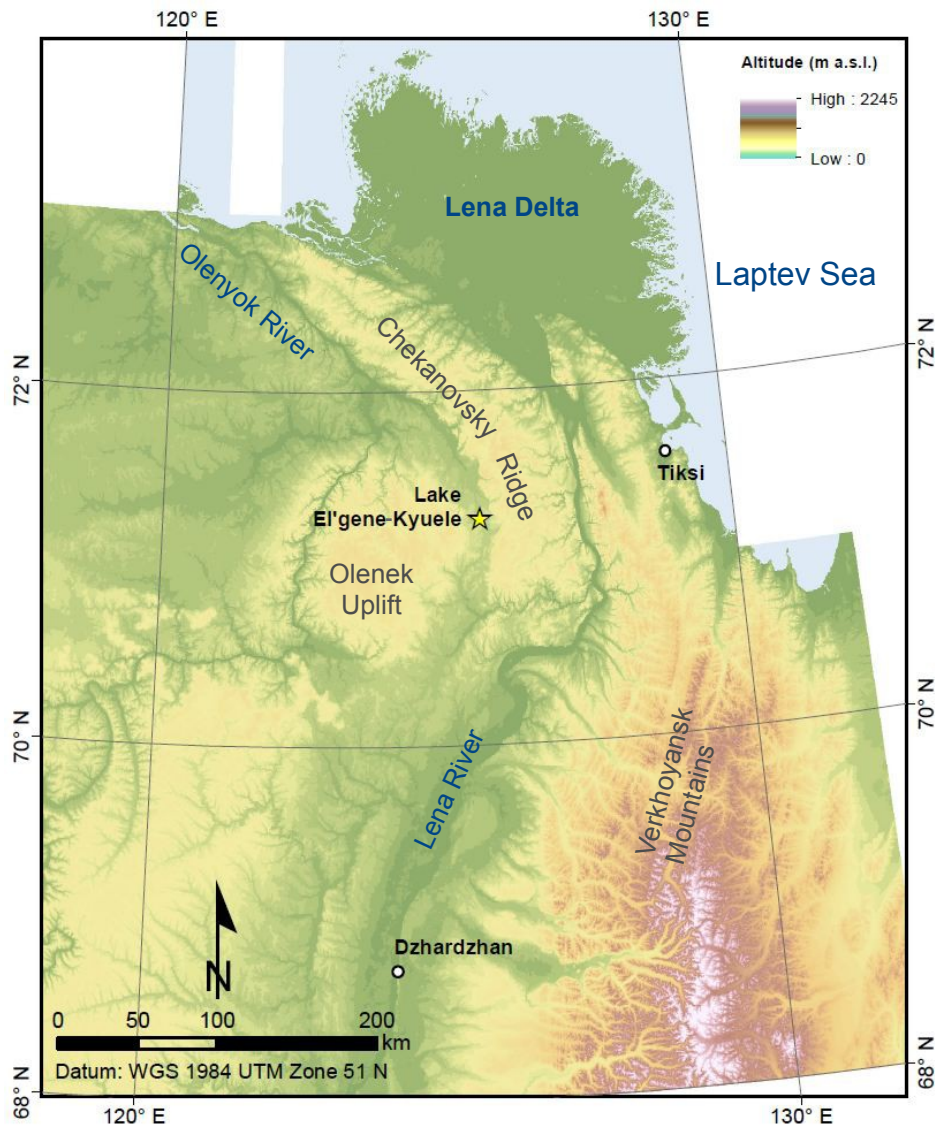 120° E
130° E
Altitude (m a.s.l.)
High : 2245
Low : 0
Lena Delta
Laptev Sea
Olenyok River
Chekanovsky Ridge
72° N
72° N
Tiksi
Lake
El'gene-Kyuele
Olenek
Uplift
70° N
70° N
Lena River
Verkhoyansk
Mountains
Dzhardzhan
N
0 50 100 200
km
Datum: WGS 1984 UTM Zone 51 N
68° N
68° N
120° E
130° E